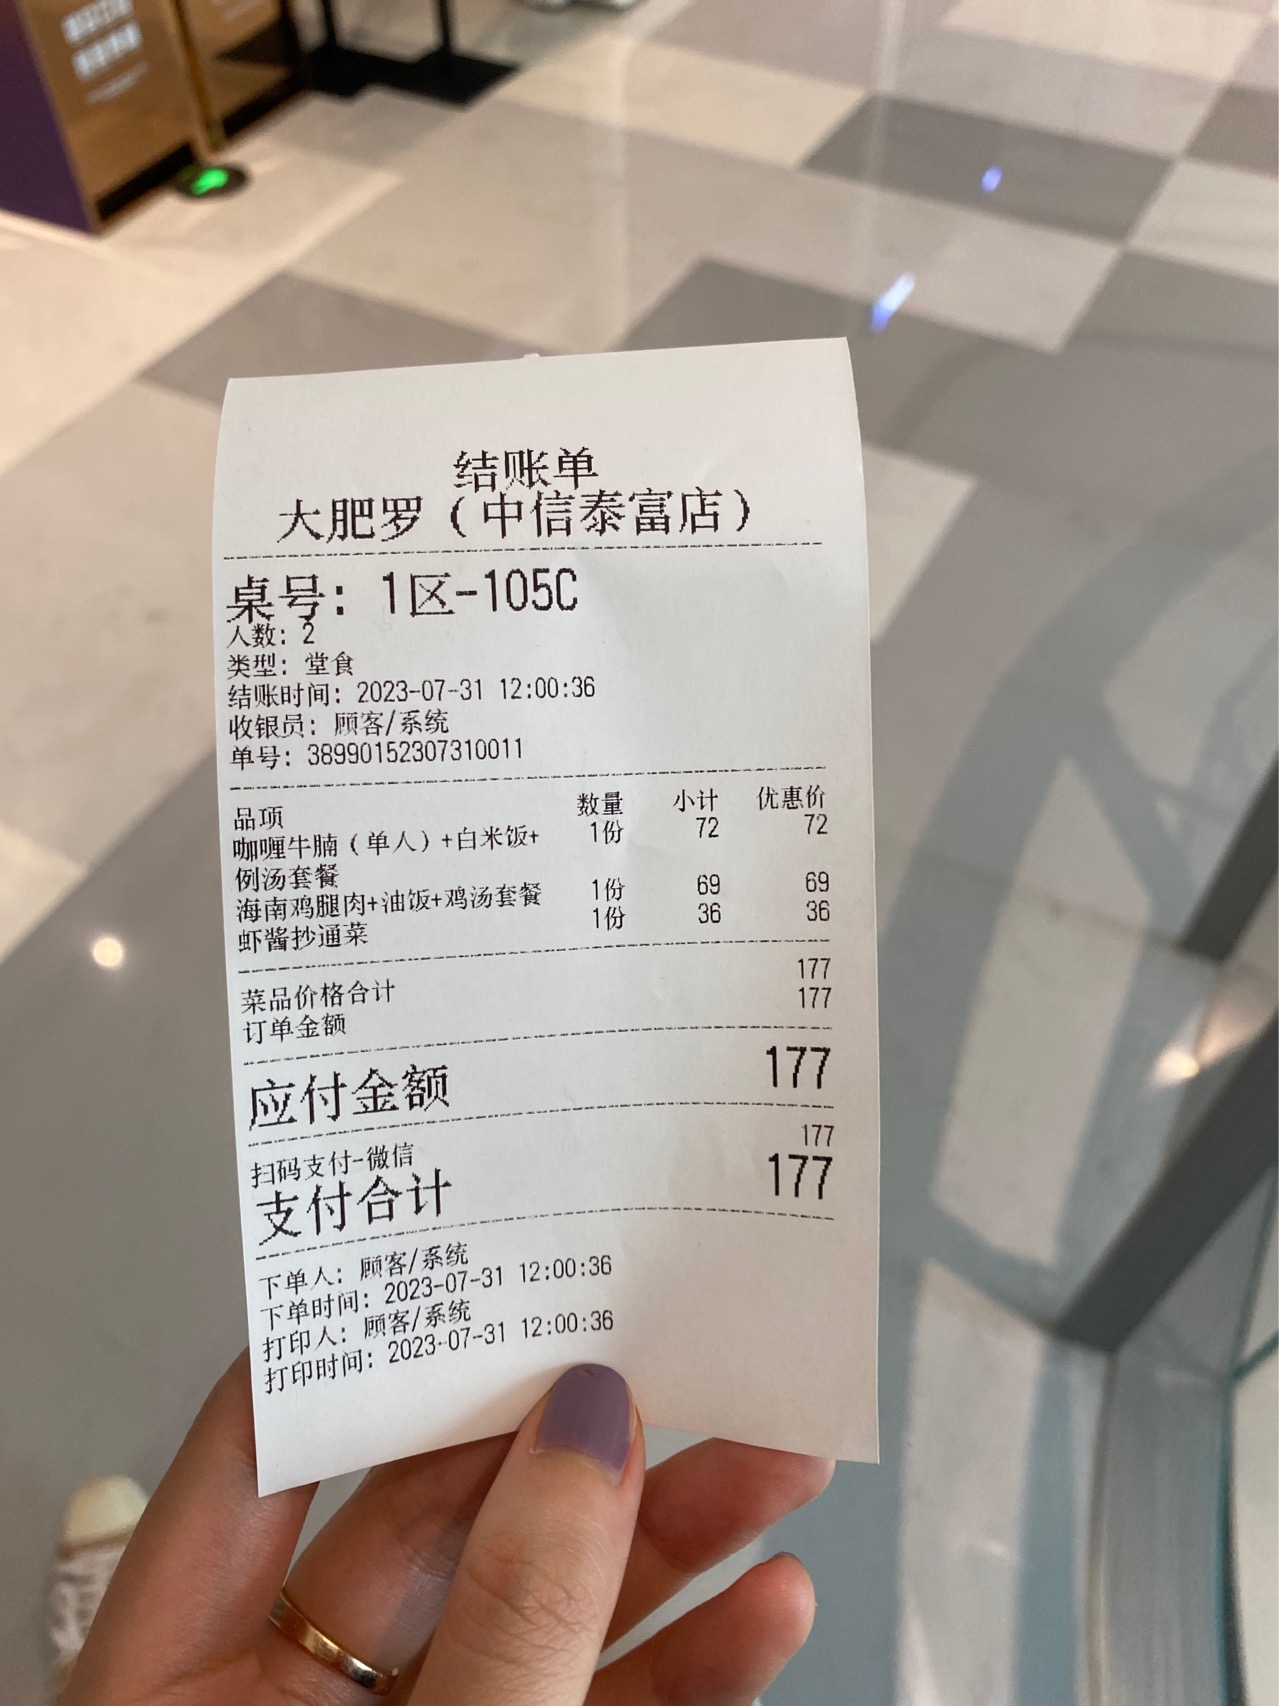 结账单
大肥罗（中信泰富店）
桌号：1区-105C
人数：2
类型：堂食
结账时间：2023-07-31 12:00:36
收银员：顾客/系统
单号：38990152307310011
品项 数量 小计 优惠价
咖喱牛腩（单人）+白米饭+ 1份 72 72
例汤套餐
海南鸡腿肉+油饭+鸡汤套餐 1份 69 69
虾酱抄通菜 1份 36 36
菜品价格合计 177
订单金额 177
应付金额 177
扫码支付-微信 177
支付合计 177
下单人：顾客/系统
下单时间：2023-07-31 12:00:36
打印人：顾客/系统
打印时间：2023-07-31 12:00:36